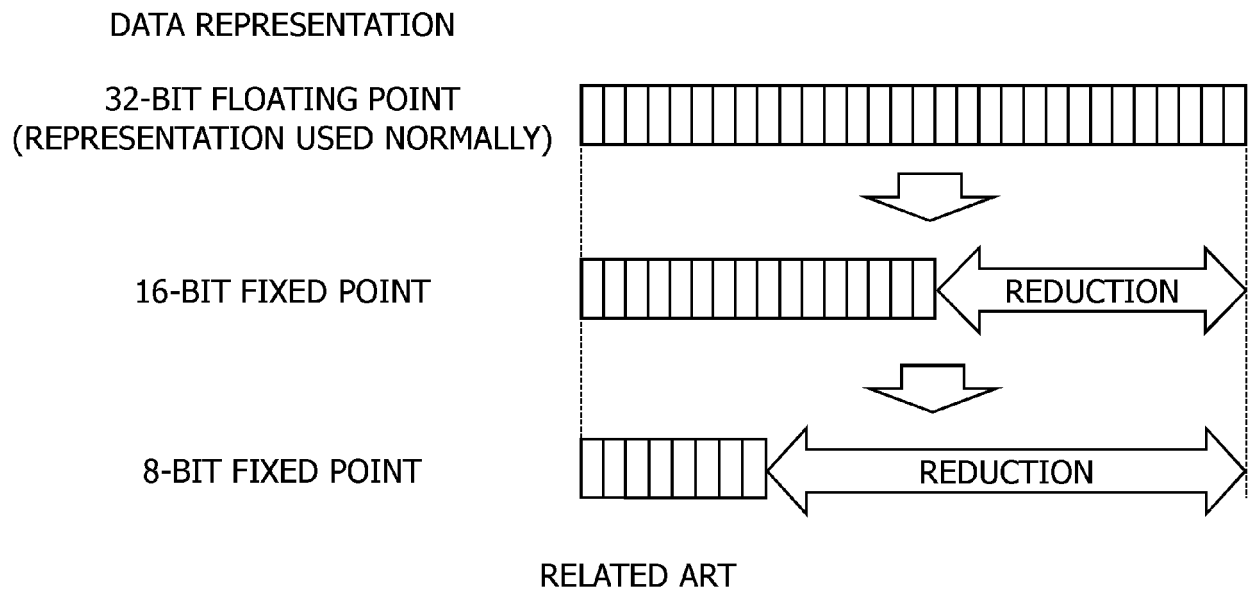 DATA REPRESENTATION
32-BIT FLOATING POINT
(REPRESENTATION USED NORMALLY)
16-BIT FIXED POINT
REDUCTION
8-BIT FIXED POINT
REDUCTION
RELATED ART